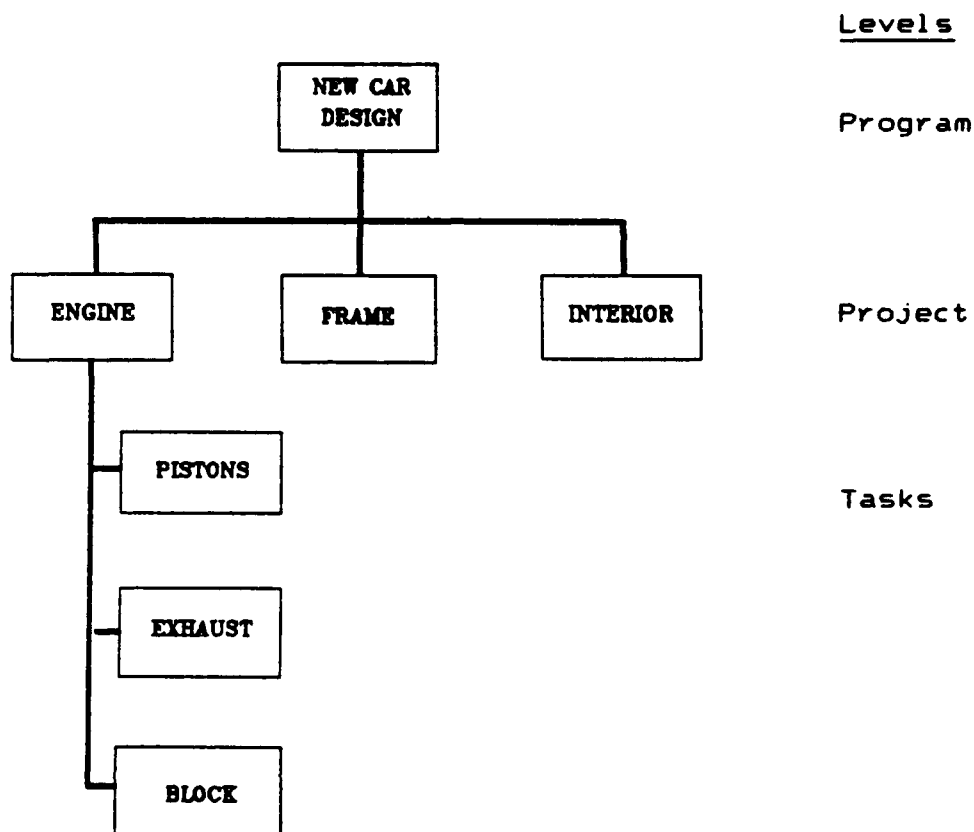 Levels
NEW CAR
DESIGN
Program
ENGINE
FRAME
INTERIOR
Project
PISTONS
Tasks
EXHAUST
BLOCK